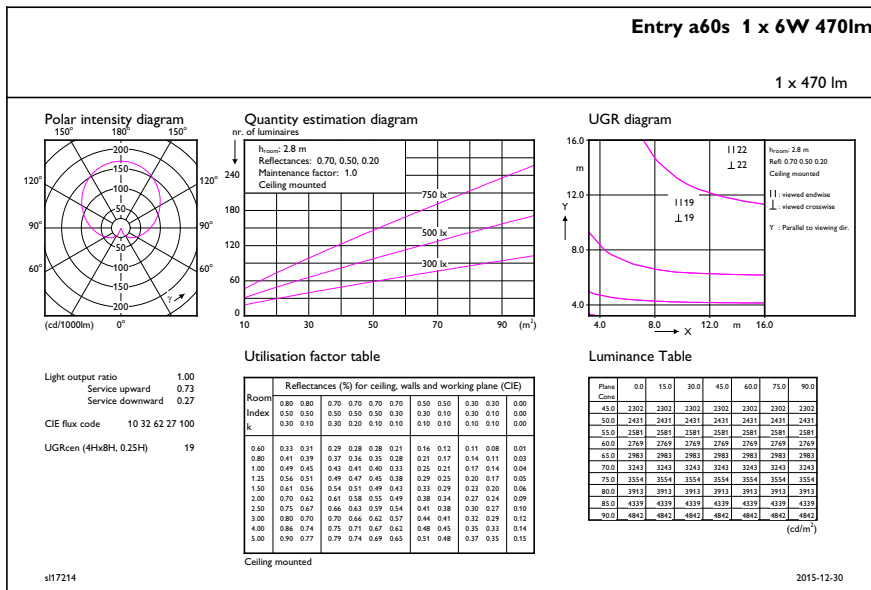 Entry a60s 1 x 6W 470lm
1 x 470 lm
Polar intensity diagram
150° 180° 150°
120° 120°
90° 90°
60° 60°
200
150
100
50
50
100
150
200
γ
(cd/1000lm) 0°
Quantity estimation diagram
nr. of luminaires
hroom: 2.8 m
Reflectances: 0.70, 0.50, 0.20
Maintenance factor: 1.0
Ceiling mounted
240
180
120
60
0
750 lx
500 lx
300 lx
10 30 50 70 90 (m²)
UGR diagram
16.0
m
12.0
Y
8.0
4.0
4.0 8.0 12.0 m 16.0
X
||22
⊥22
||19
⊥19
hroom: 2.8 m
Refl: 0.70 0.50 0.20
Ceiling mounted
|| : viewed endwise
⊥ : viewed crosswise
Y : Parallel to viewing dir.
Light output ratio 1.00
Service upward 0.73
Service downward 0.27
CIE flux code 10 32 62 27 100
UGRcen (4Hx8H, 0.25H) 19
Utilisation factor table
Room Index k
Reflectances (%) for ceiling, walls and working plane (CIE)
0.80 0.80 0.70 0.70 0.70 0.70 0.50 0.50 0.30 0.30 0.00
0.50 0.50 0.50 0.50 0.50 0.30 0.30 0.10 0.30 0.10 0.00
0.30 0.10 0.30 0.20 0.10 0.10 0.10 0.10 0.10 0.10 0.00
0.60 0.33 0.31 0.29 0.28 0.28 0.21 0.16 0.12 0.11 0.08 0.01
0.80 0.41 0.39 0.37 0.36 0.35 0.28 0.21 0.17 0.14 0.11 0.03
1.00 0.49 0.45 0.43 0.41 0.40 0.33 0.25 0.21 0.17 0.14 0.04
1.25 0.56 0.51 0.49 0.47 0.45 0.38 0.29 0.25 0.20 0.17 0.05
1.50 0.61 0.56 0.54 0.51 0.49 0.43 0.33 0.29 0.23 0.20 0.06
2.00 0.70 0.62 0.61 0.58 0.55 0.49 0.38 0.34 0.27 0.24 0.09
2.50 0.75 0.67 0.66 0.63 0.59 0.54 0.41 0.38 0.30 0.27 0.10
3.00 0.80 0.70 0.70 0.66 0.62 0.57 0.44 0.41 0.32 0.29 0.12
4.00 0.86 0.74 0.75 0.71 0.67 0.62 0.48 0.45 0.35 0.33 0.14
5.00 0.90 0.77 0.79 0.74 0.69 0.65 0.51 0.48 0.37 0.35 0.15
Ceiling mounted
Luminance Table
Plane 0.0 15.0 30.0 45.0 60.0 75.0 90.0
Cone
45.0 2302 2302 2302 2302 2302 2302 2302
50.0 2431 2431 2431 2431 2431 2431 2431
55.0 2581 2581 2581 2581 2581 2581 2581
60.0 2769 2769 2769 2769 2769 2769 2769
65.0 2983 2983 2983 2983 2983 2983 2983
70.0 3243 3243 3243 3243 3243 3243 3243
75.0 3554 3554 3554 3554 3554 3554 3554
80.0 3913 3913 3913 3913 3913 3913 3913
85.0 4339 4339 4339 4339 4339 4339 4339
90.0 4842 4842 4842 4842 4842 4842 4842
(cd/m²)
sl17214
2015-12-30